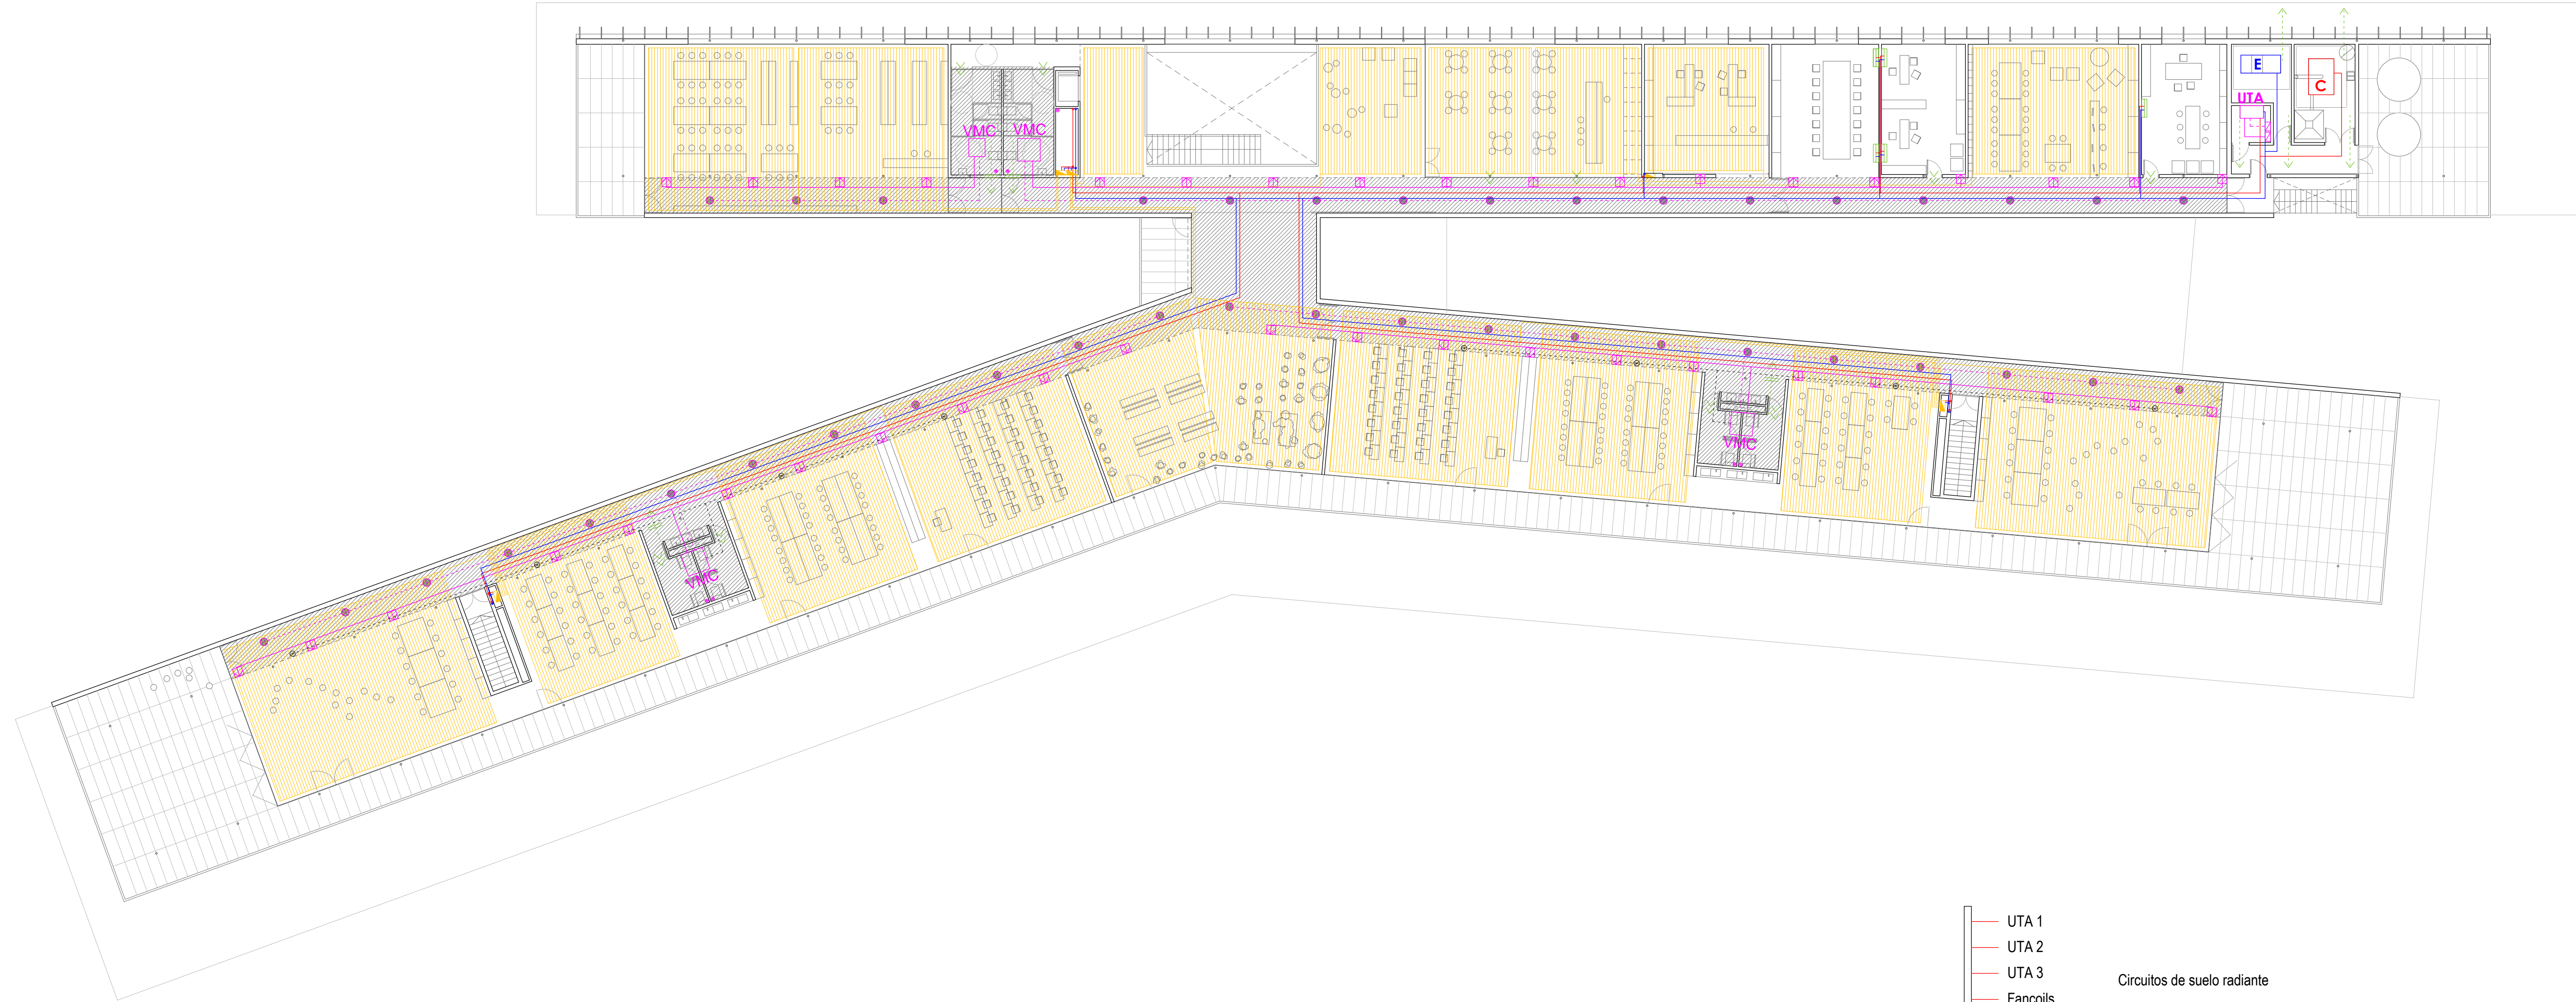 E
C
UTA
VMC
VMC
VMC
VMC
UTA 1
UTA 2
UTA 3
Circuitos de suelo radiante
Fancoils